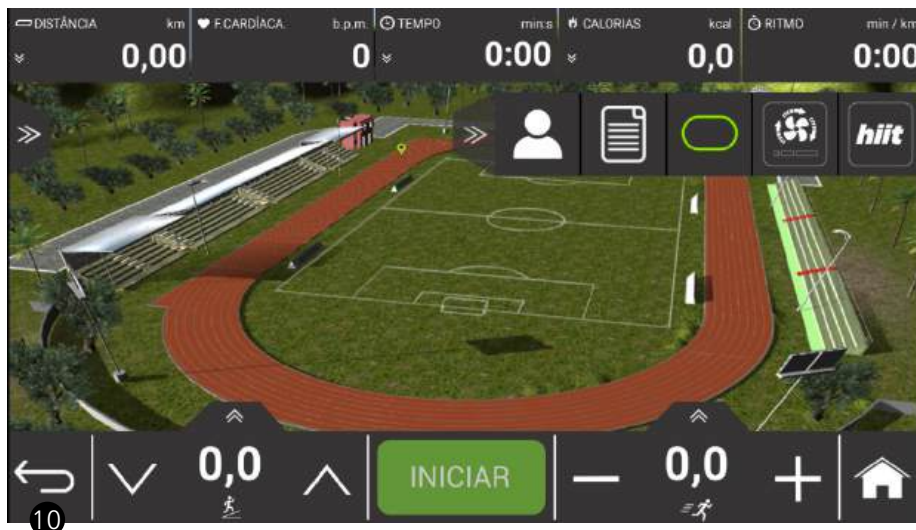 DISTÂNCIA km F.CARDÍACA. b.p.m. TEMPO min:s CALORIAS kcal RITMO min / km
0,00 0 0:00 0,0 0:00
hiit
0,0 INICIAR 0,0
10